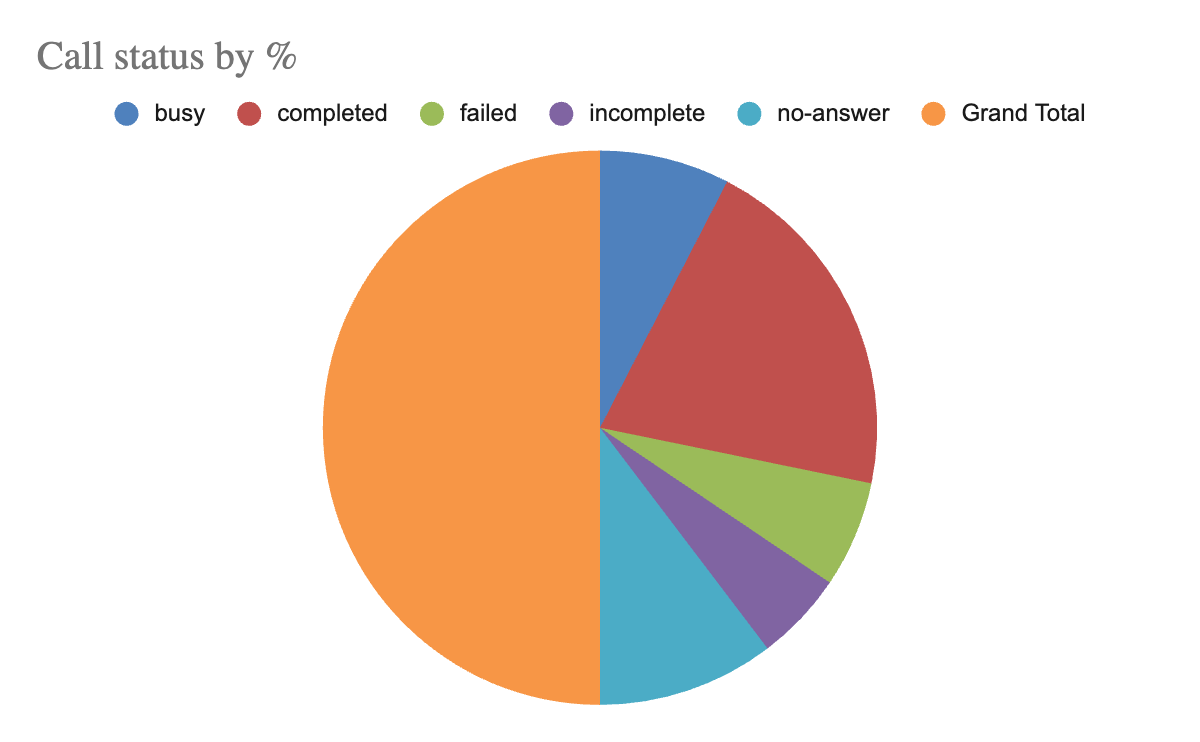 Call status by %
busy completed failed incomplete no-answer Grand Total